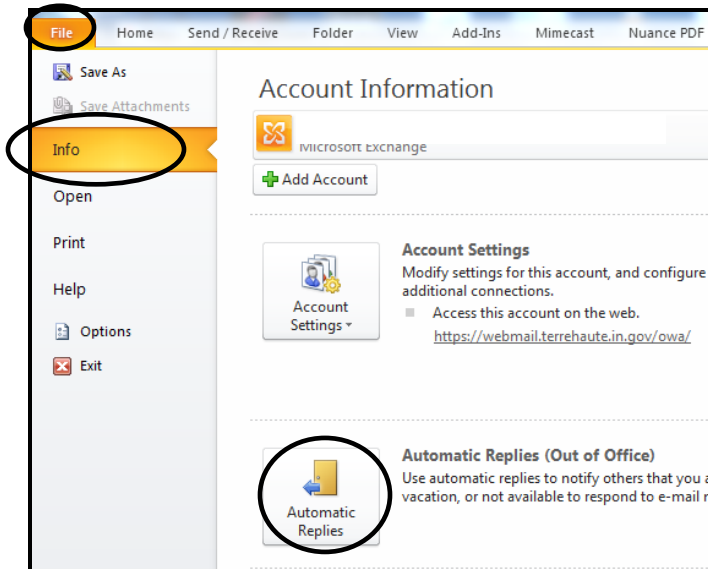 File Home Send / Receive Folder View Add-Ins Mimecast Nuance PDF
Save As
Save Attachments
Info
Open
Print
Help
Options
Exit
Account Information
Microsoft Exchange
Add Account
Account
Settings
Account Settings
Modify settings for this account, and configure
additional connections.
Access this account on the web.
https://webmail.terrehaute.in.gov/owa/
Automatic
Replies
Automatic Replies (Out of Office)
Use automatic replies to notify others that you
vacation, or not available to respond to e-mail